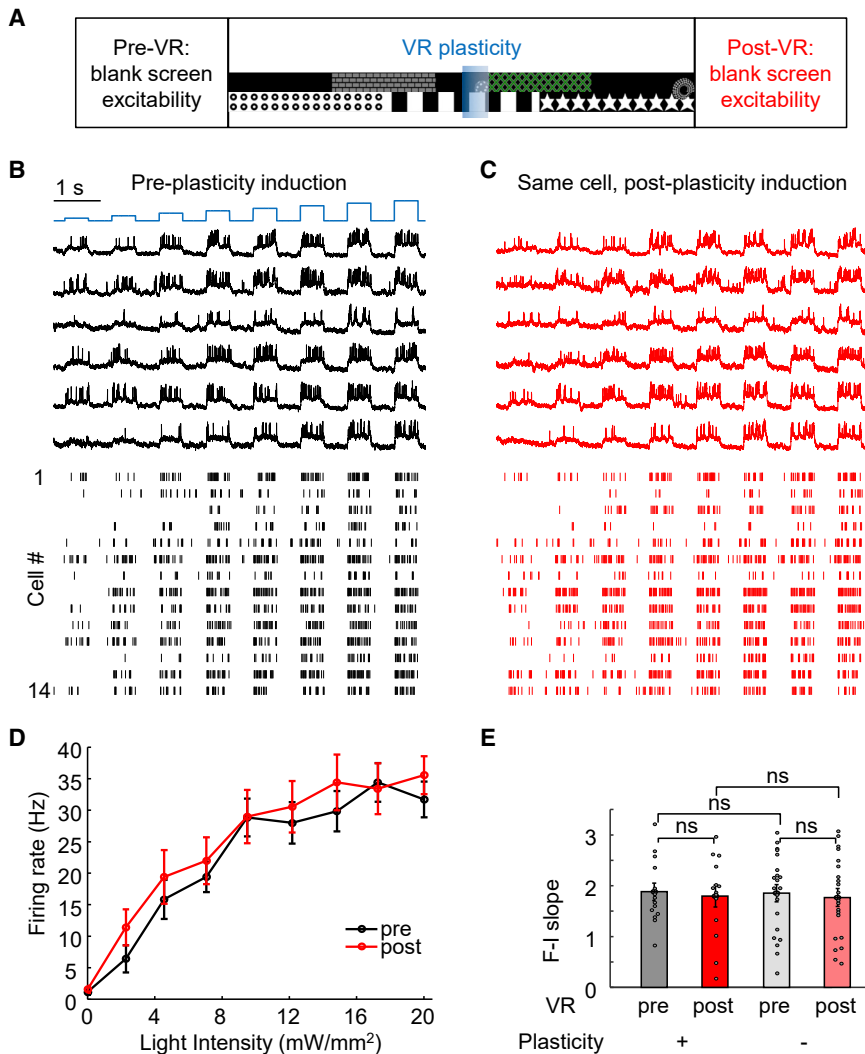 A
Pre-VR:
blank screen
excitability
VR plasticity
Post-VR:
blank screen
excitability
B
1 s
Pre-plasticity induction
C
Same cell, post-plasticity induction
1
Cell #
14
D
Firing rate (Hz)
40
35
30
25
20
15
10
5
0
0
4
8
12
16
20
Light Intensity (mW/mm²)
pre
post
E
F-I slope
3
2
1
0
ns
ns
ns
ns
VR
pre
post
pre
post
Plasticity
+
-